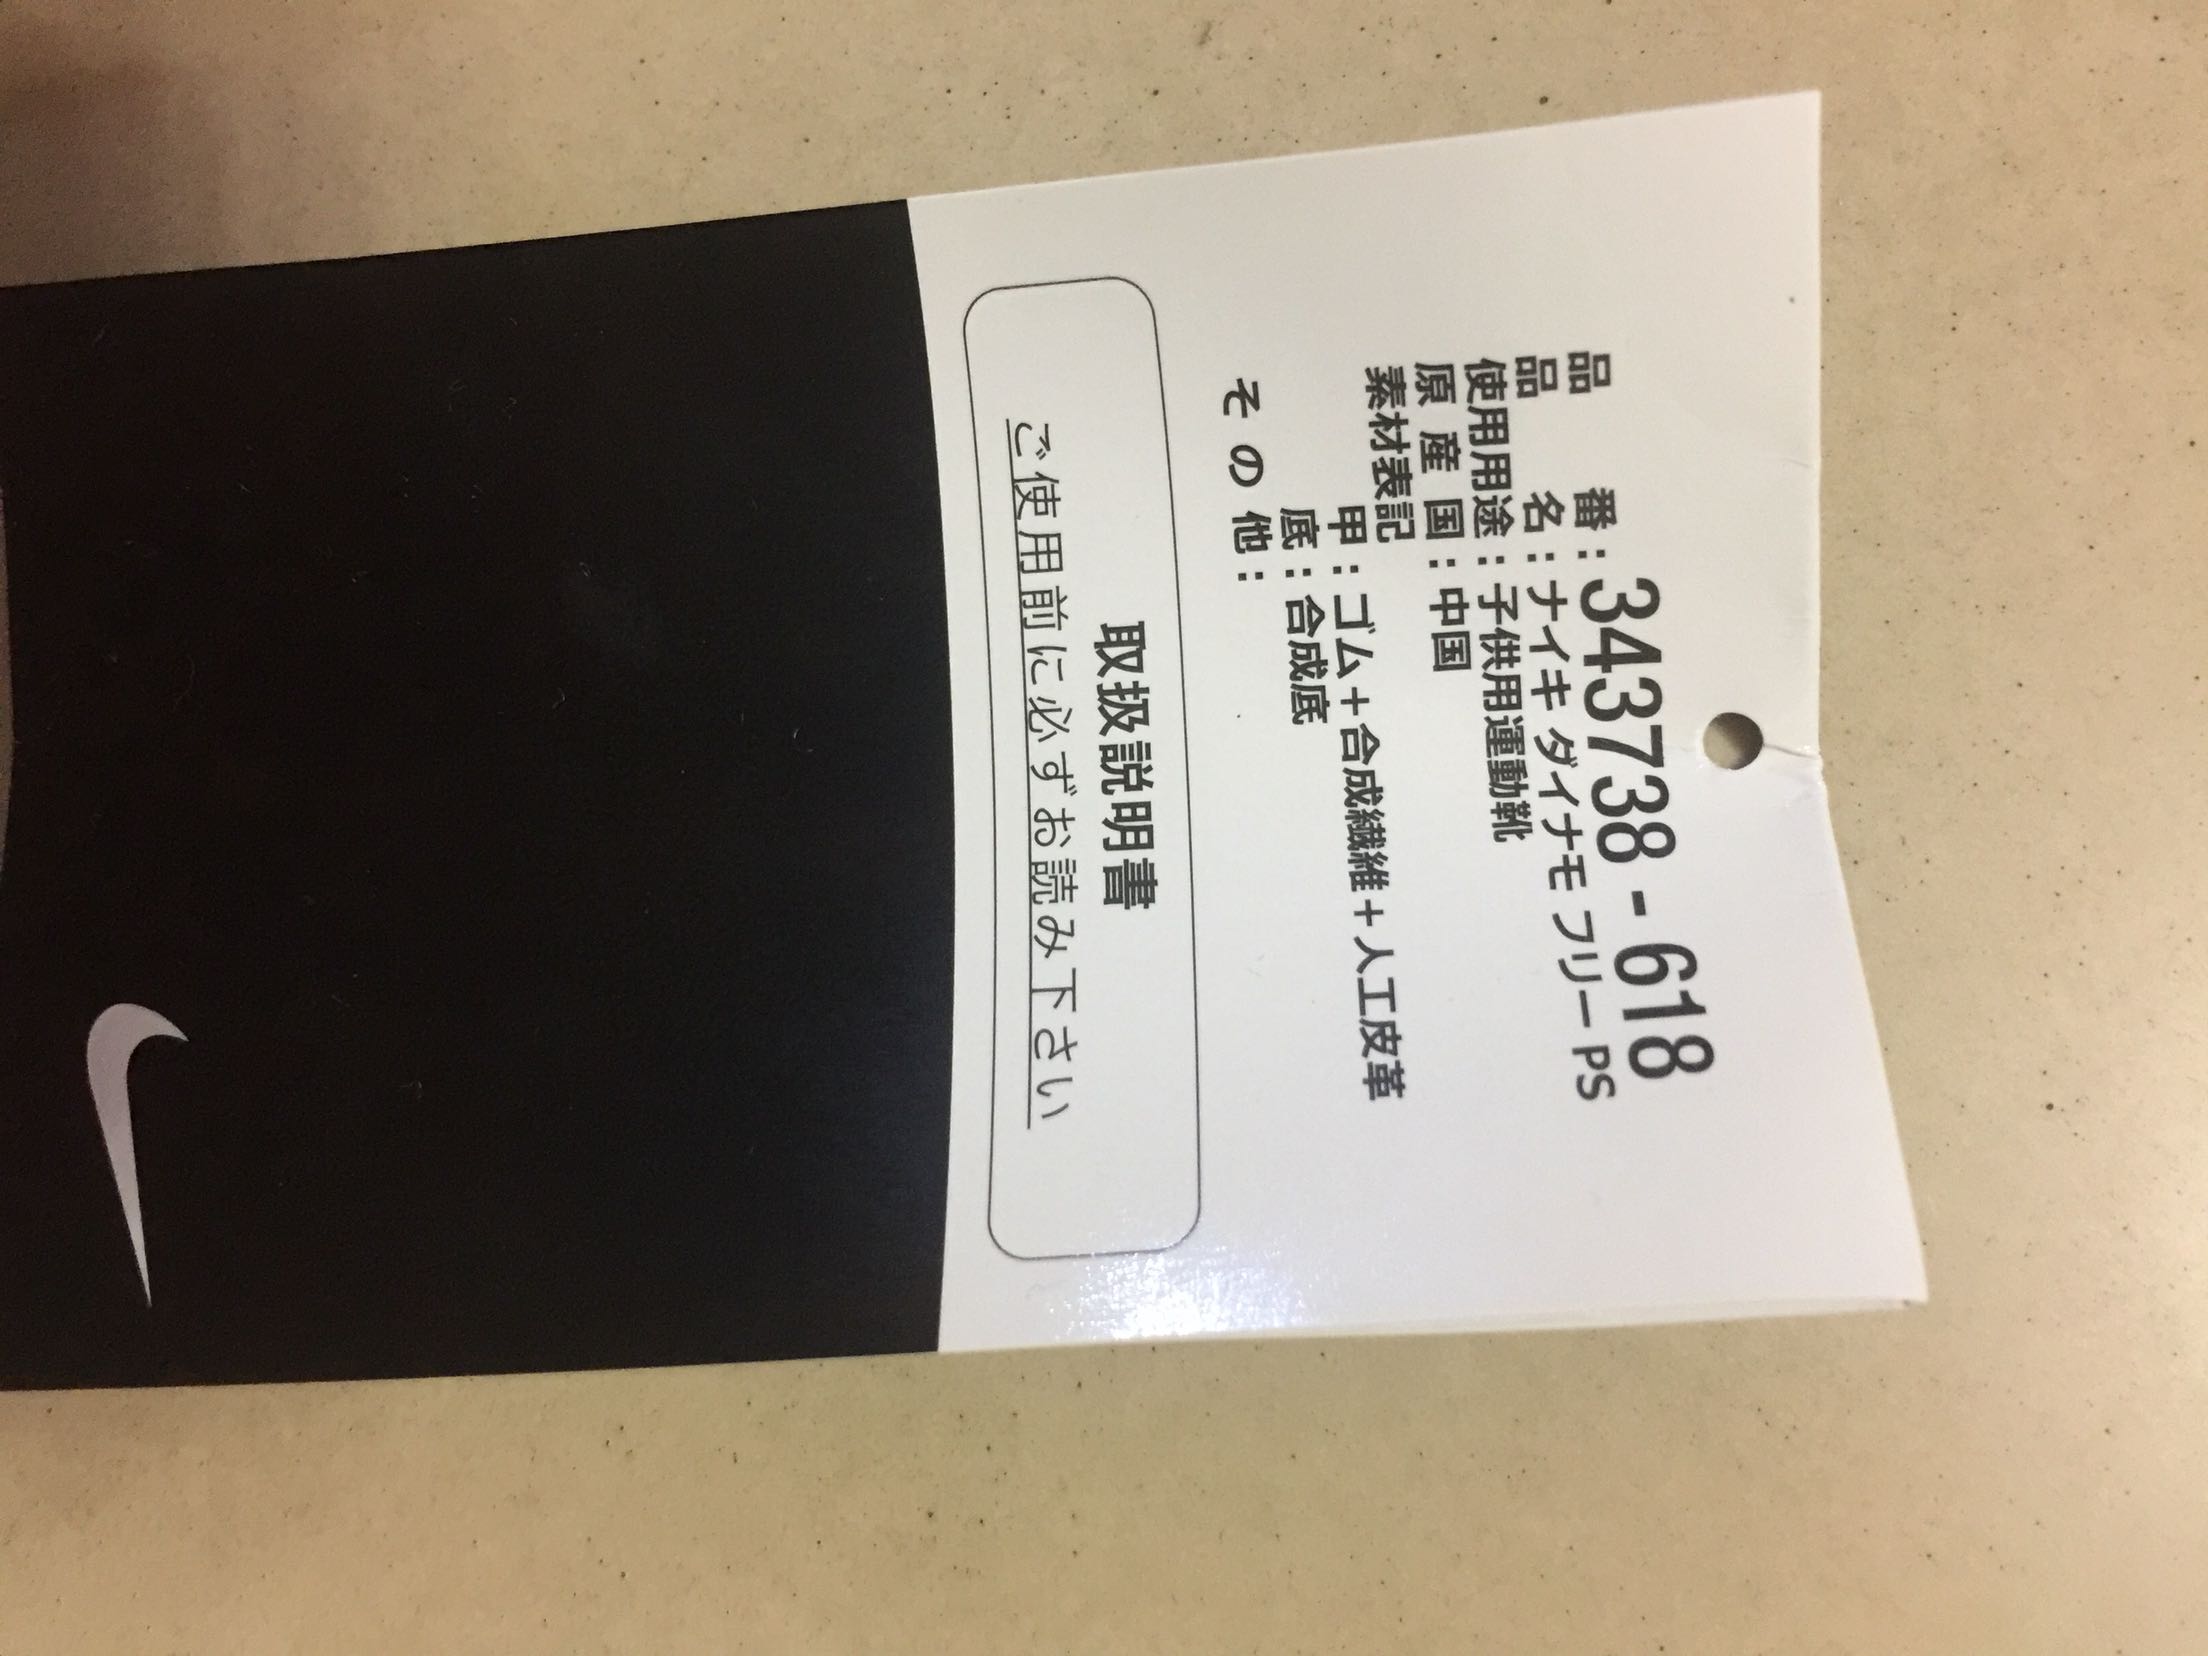 品 番：3437738 - 618
品 名：ナイキ ダイナモ フリー PS
使用用途：子供用運動靴
原 産 国：中国
素材表記
甲：ゴム＋合成繊維＋人工皮革
底：合成底
そ の 他：
取扱説明書
ご使用前に必ずお読み下さい